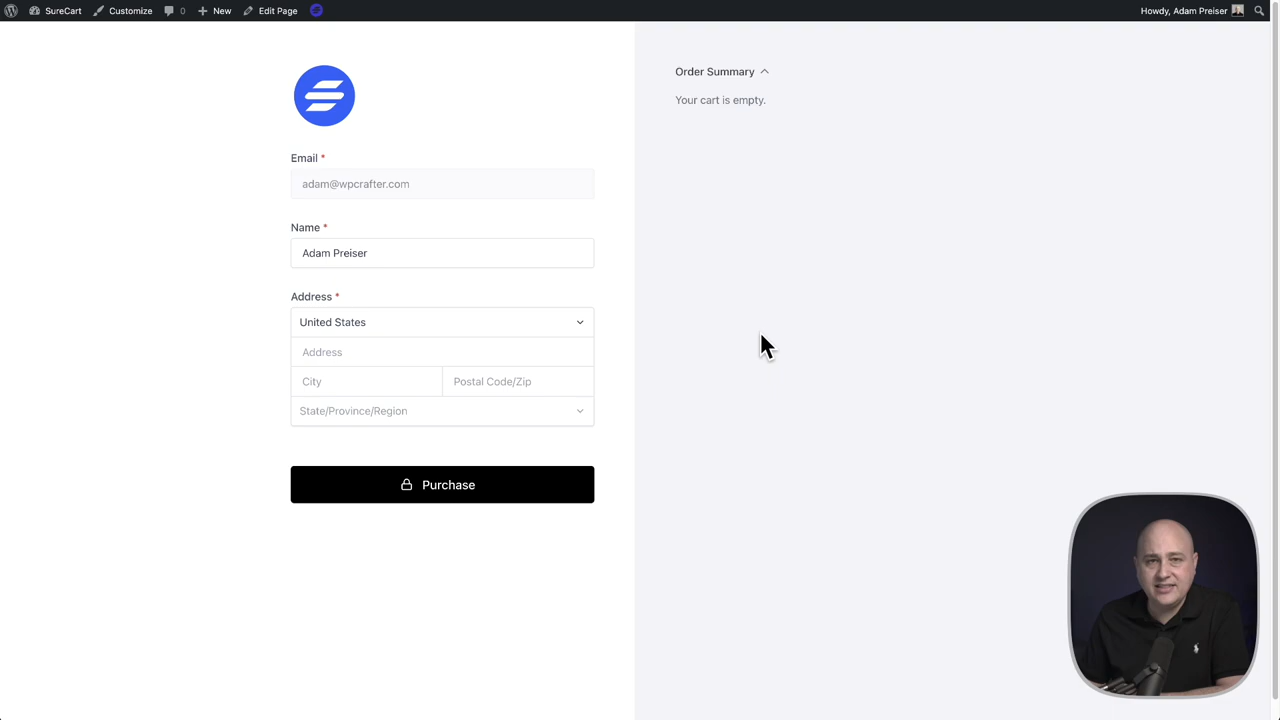 SureCart
Customize
0
New
Edit Page
Howdy, Adam Preiser
Email *
adam@wpcrafter.com
Name *
Adam Preiser
Address *
United States
Address
City
Postal Code/Zip
State/Province/Region
Purchase
Order Summary
Your cart is empty.